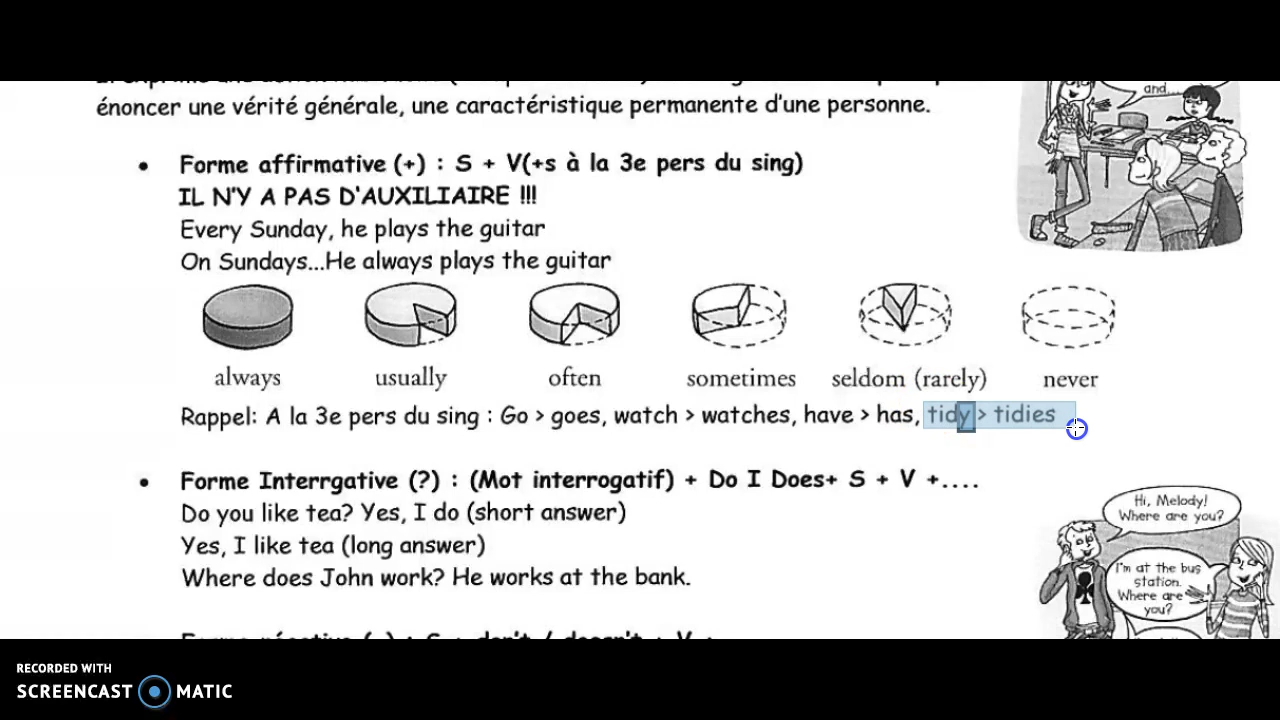 and....
énoncer une vérité générale, une caractéristique permanente d'une personne.
• Forme affirmative (+) : S + V(+s à la 3e pers du sing)
IL N'Y A PAS D'AUXILIAIRE !!!
Every Sunday, he plays the guitar
On Sundays...He always plays the guitar
always usually often sometimes seldom (rarely) never
Rappel: A la 3e pers du sing : Go > goes, watch > watches, have > has, tidy > tidies
• Forme Interrgative (?) : (Mot interrogatif) + Do I Does+ S + V +....
Do you like tea? Yes, I do (short answer)
Yes, I like tea (long answer)
Where does John work? He works at the bank.
Hi, Melody!
Where are you?
I'm at the bus
station.
Where are
you?
RECORDED WITH
SCREENCAST MATIC